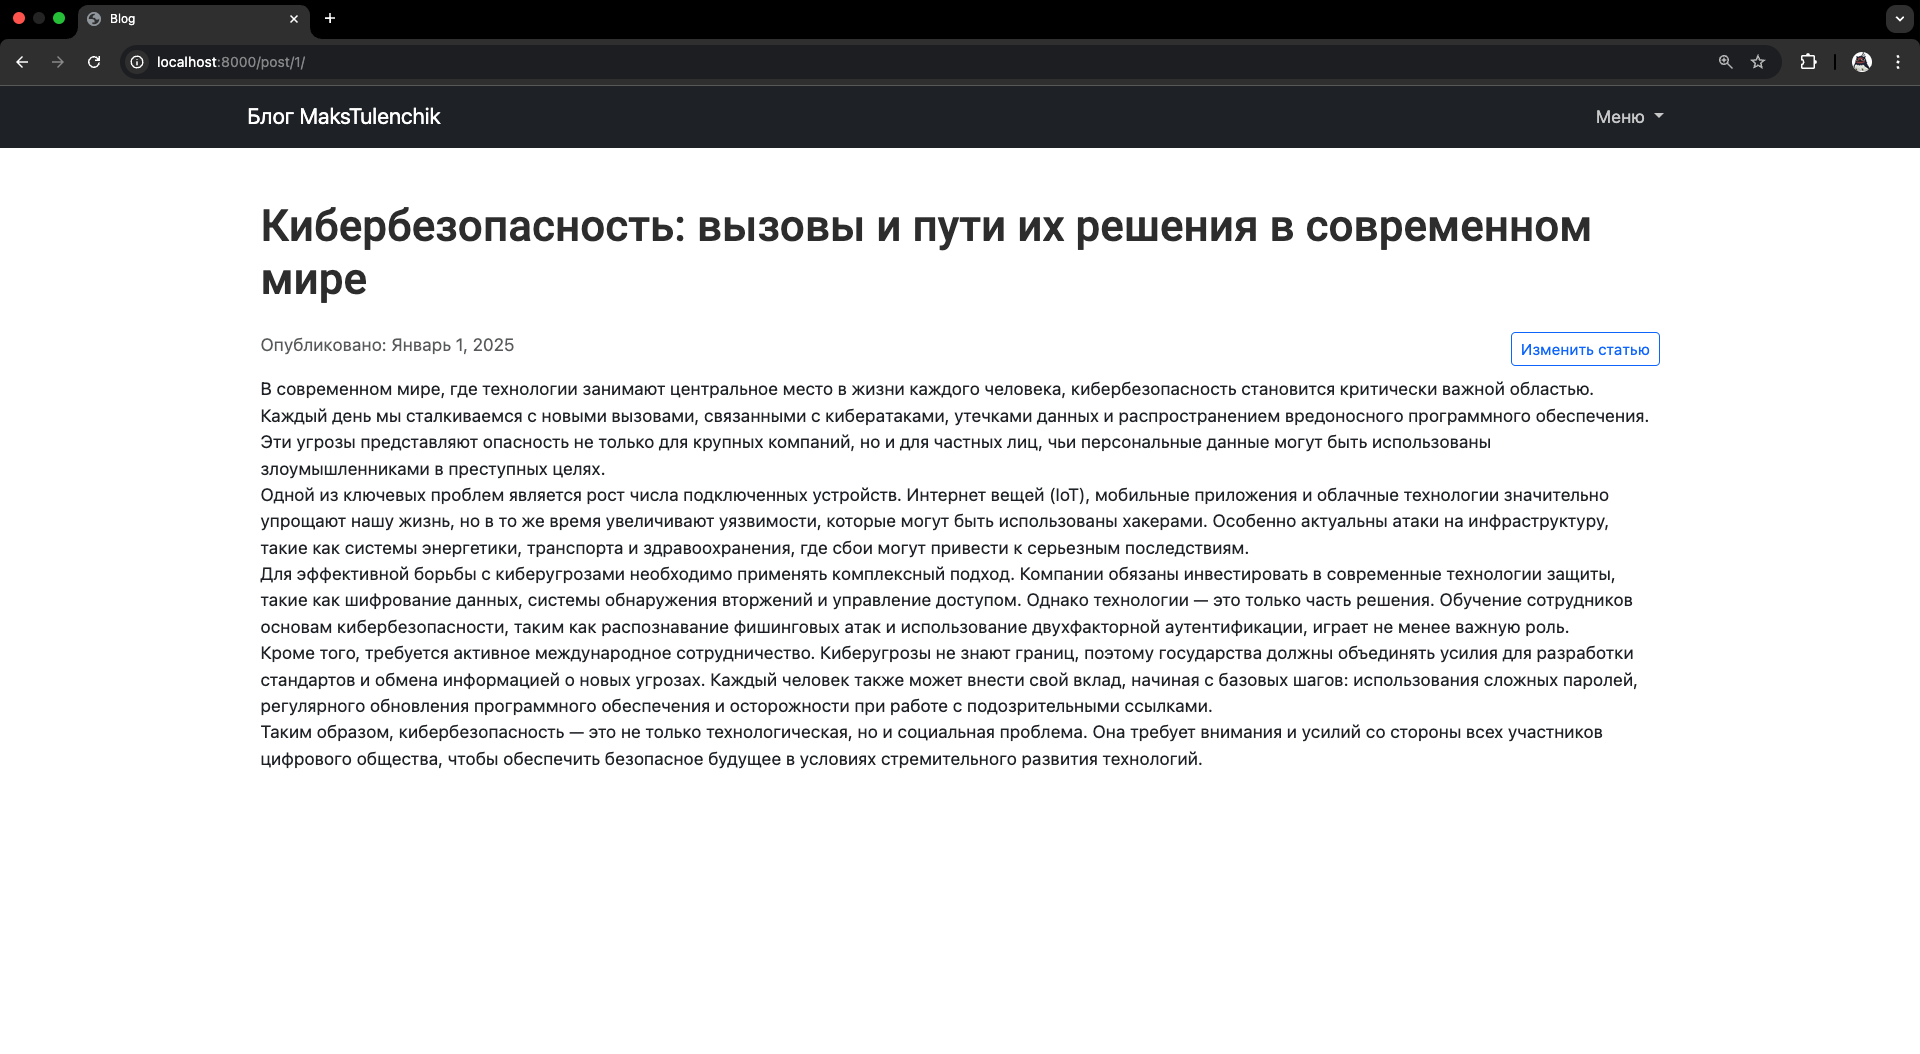 Blog
localhost:8000/post/1/
Блог MaksTulenchik
Меню
Кибербезопасность: вызовы и пути их решения в современном
мире
Опубликовано: Январь 1, 2025
Изменить статью
В современном мире, где технологии занимают центральное место в жизни каждого человека, кибербезопасность становится критически важной областью.
Каждый день мы сталкиваемся с новыми вызовами, связанными с кибератаками, утечками данных и распространением вредоносного программного обеспечения.
Эти угрозы представляют опасность не только для крупных компаний, но и для частных лиц, чьи персональные данные могут быть использованы
злоумышленниками в преступных целях.
Одной из ключевых проблем является рост числа подключенных устройств. Интернет вещей (IoT), мобильные приложения и облачные технологии значительно
упрощают нашу жизнь, но в то же время увеличивают уязвимости, которые могут быть использованы хакерами. Особенно актуальны атаки на инфраструктуру,
такие как системы энергетики, транспорта и здравоохранения, где сбои могут привести к серьезным последствиям.
Для эффективной борьбы с киберугрозами необходимо применять комплексный подход. Компании обязаны инвестировать в современные технологии защиты,
такие как шифрование данных, системы обнаружения вторжений и управление доступом. Однако технологии — это только часть решения. Обучение сотрудников
основам кибербезопасности, таким как распознавание фишинговых атак и использование двухфакторной аутентификации, играет не менее важную роль.
Кроме того, требуется активное международное сотрудничество. Киберугрозы не знают границ, поэтому государства должны объединять усилия для разработки
стандартов и обмена информацией о новых угрозах. Каждый человек также может внести свой вклад, начиная с базовых шагов: использования сложных паролей,
регулярного обновления программного обеспечения и осторожности при работе с подозрительными ссылками.
Таким образом, кибербезопасность — это не только технологическая, но и социальная проблема. Она требует внимания и усилий со стороны всех участников
цифрового общества, чтобы обеспечить безопасное будущее в условиях стремительного развития технологий.